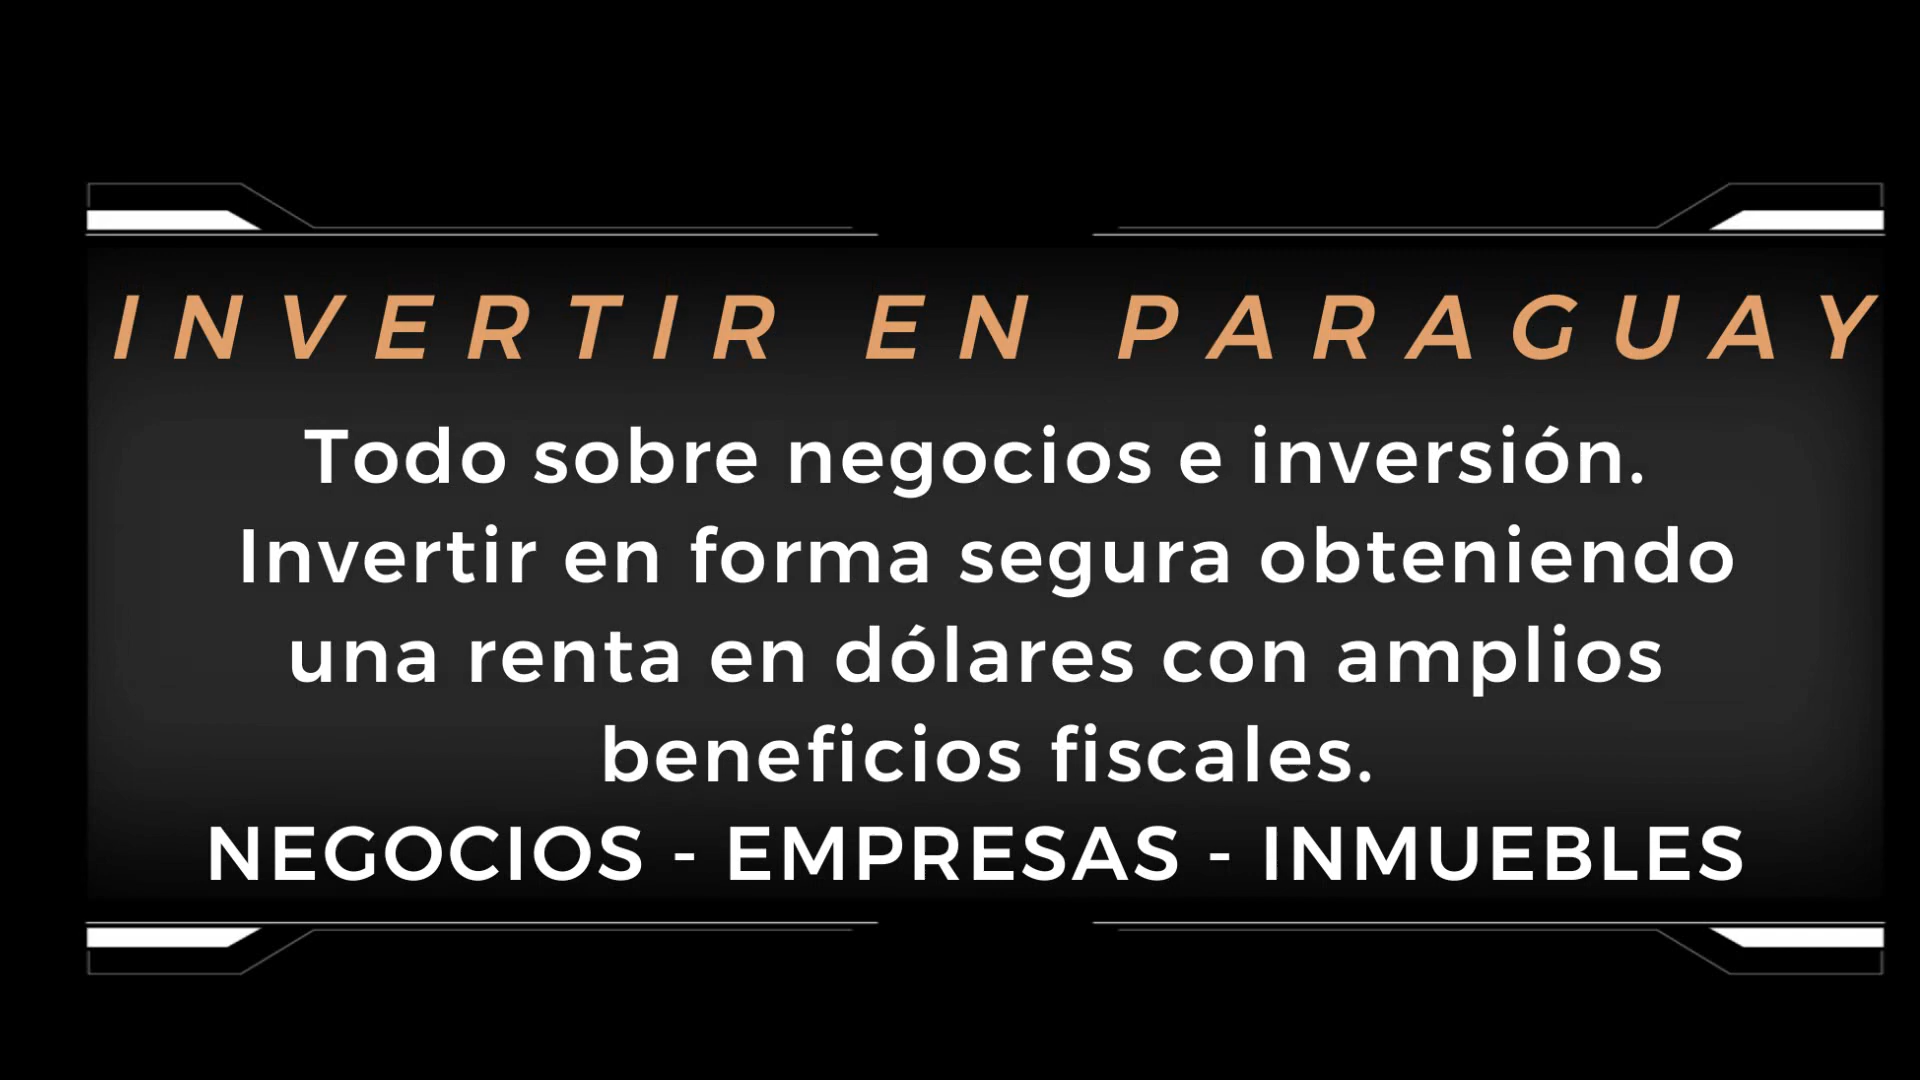 INVERTIR EN PARAGUAY
Todo sobre negocios e inversión.
Invertir en forma segura obteniendo
una renta en dólares con amplios
beneficios fiscales.
NEGOCIOS - EMPRESAS - INMUEBLES